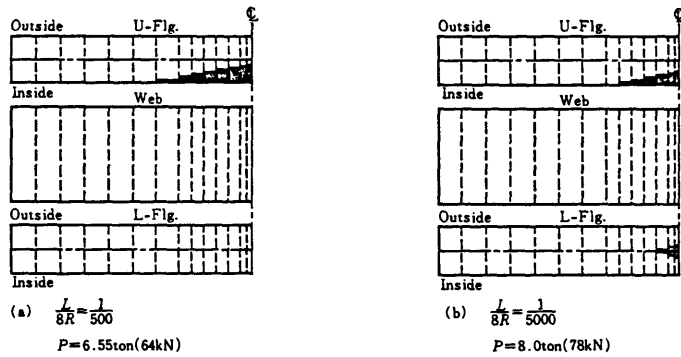 ℄
Outside U-Flg.
Inside
Web
Outside L-Flg.
Inside
(a) L/8R = 1/500
P=6.55ton(64kN)
℄
Outside U-Flg.
Inside
Web
Outside L-Flg.
Inside
(b) L/8R = 1/5000
P=8.0ton(78kN)